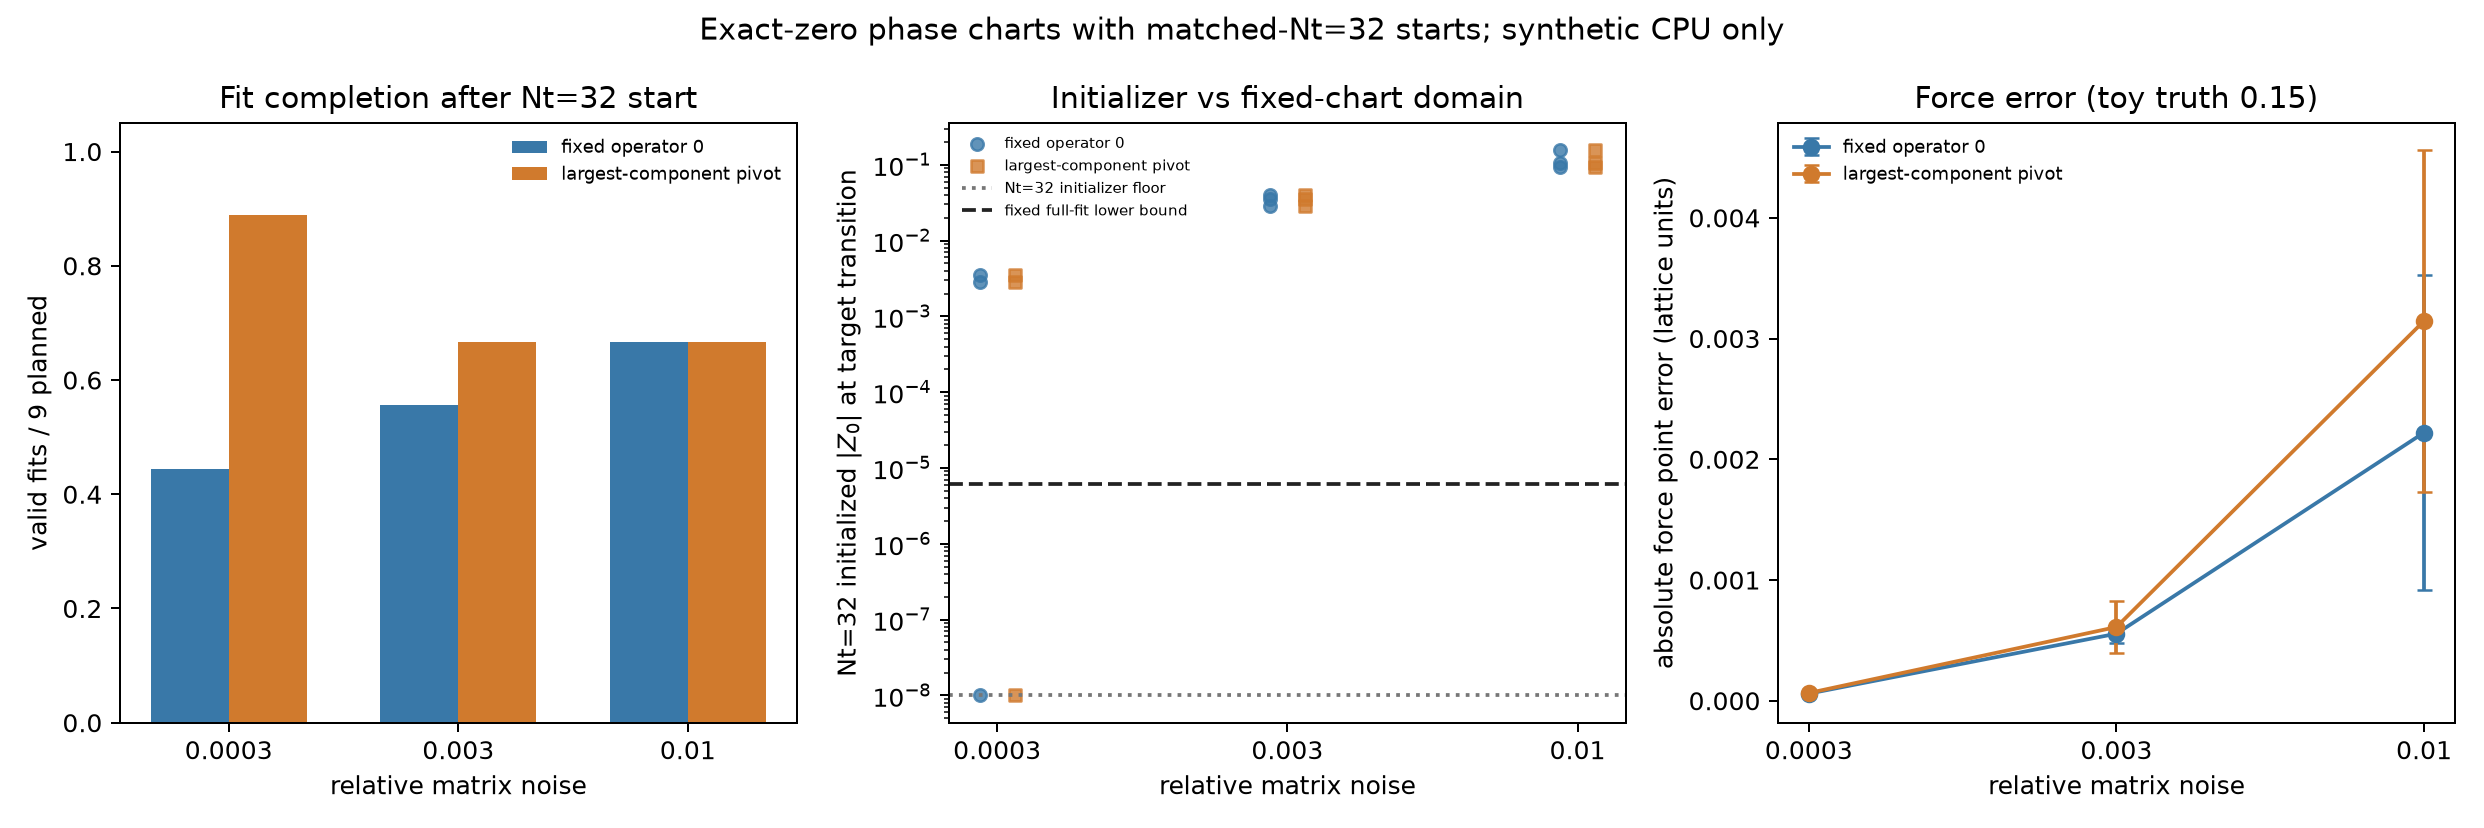 Exact-zero phase charts with matched-Nt=32 starts; synthetic CPU only
Fit completion after Nt=32 start
fixed operator 0
largest-component pivot
valid fits / 9 planned
1.0
0.8
0.6
0.4
0.2
0.0
0.0003
0.003
0.01
relative matrix noise
Initializer vs fixed-chart domain
fixed operator 0
largest-component pivot
Nt=32 initializer floor
fixed full-fit lower bound
Nt=32 initialized |Z₀| at target transition
10⁻¹
10⁻²
10⁻³
10⁻⁴
10⁻⁵
10⁻⁶
10⁻⁷
10⁻⁸
0.0003
0.003
0.01
relative matrix noise
Force error (toy truth 0.15)
fixed operator 0
largest-component pivot
absolute force point error (lattice units)
0.004
0.003
0.002
0.001
0.000
0.0003
0.003
0.01
relative matrix noise